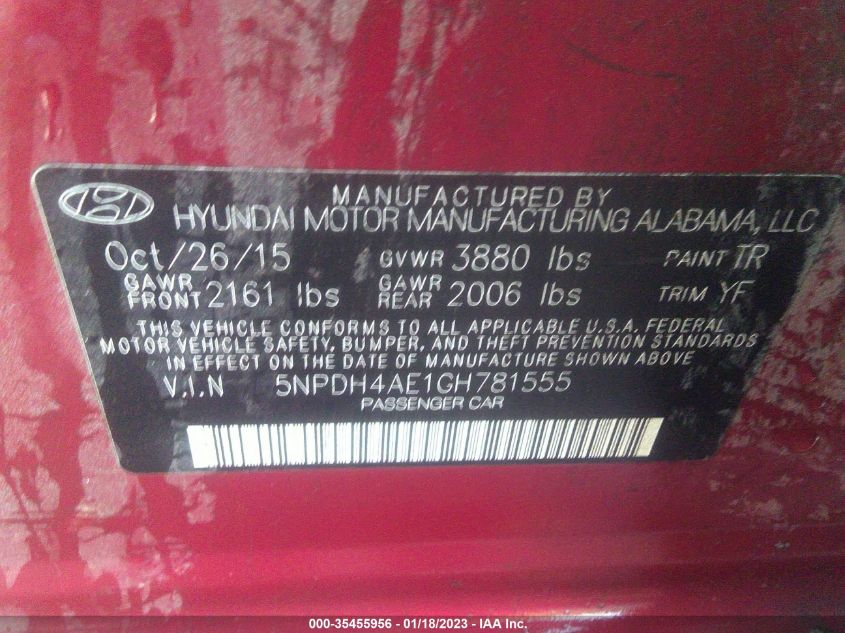 MANUFACTURED BY
HYUNDAI MOTOR MANUFACTURING ALABAMA, LLC
Oct/26/15 GVWR 3880 lbs PAINT TR
GAWR FRONT 2161 lbs GAWR REAR 2006 lbs TRIM YF
THIS VEHICLE CONFORMS TO ALL APPLICABLE U.S.A. FEDERAL
MOTOR VEHICLE SAFETY, BUMPER, AND THEFT PREVENTION STANDARDS
IN EFFECT ON THE DATE OF MANUFACTURE SHOWN ABOVE
V.I.N 5NPDH4AE1GH781555
PASSENGER CAR
000-35455956 - 01/18/2023 - IAA Inc.